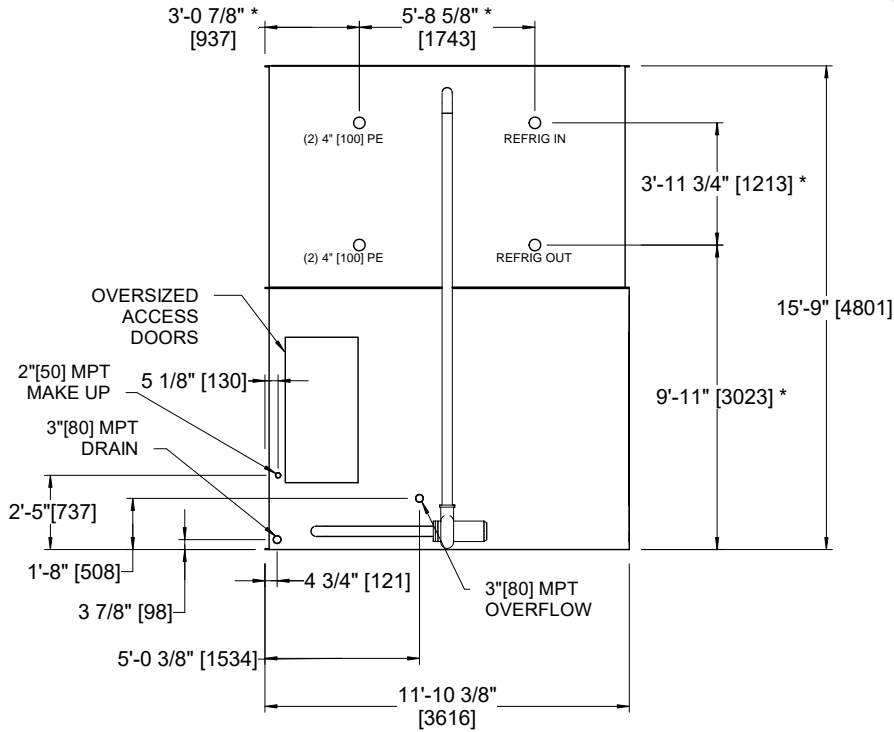 3'-0 7/8" *
[937]
5'-8 5/8" *
[1743]
(2) 4" [100] PE
REFRIG IN
3'-11 3/4" [1213] *
(2) 4" [100] PE
REFRIG OUT
OVERSIZED
ACCESS
DOORS
15'-9" [4801]
2"[50] MPT
MAKE UP
5 1/8" [130]
9'-11" [3023] *
3"[80] MPT
DRAIN
2'-5"[737]
1'-8" [508]
4 3/4" [121]
3"[80] MPT
OVERFLOW
3 7/8" [98]
5'-0 3/8" [1534]
11'-10 3/8"
[3616]